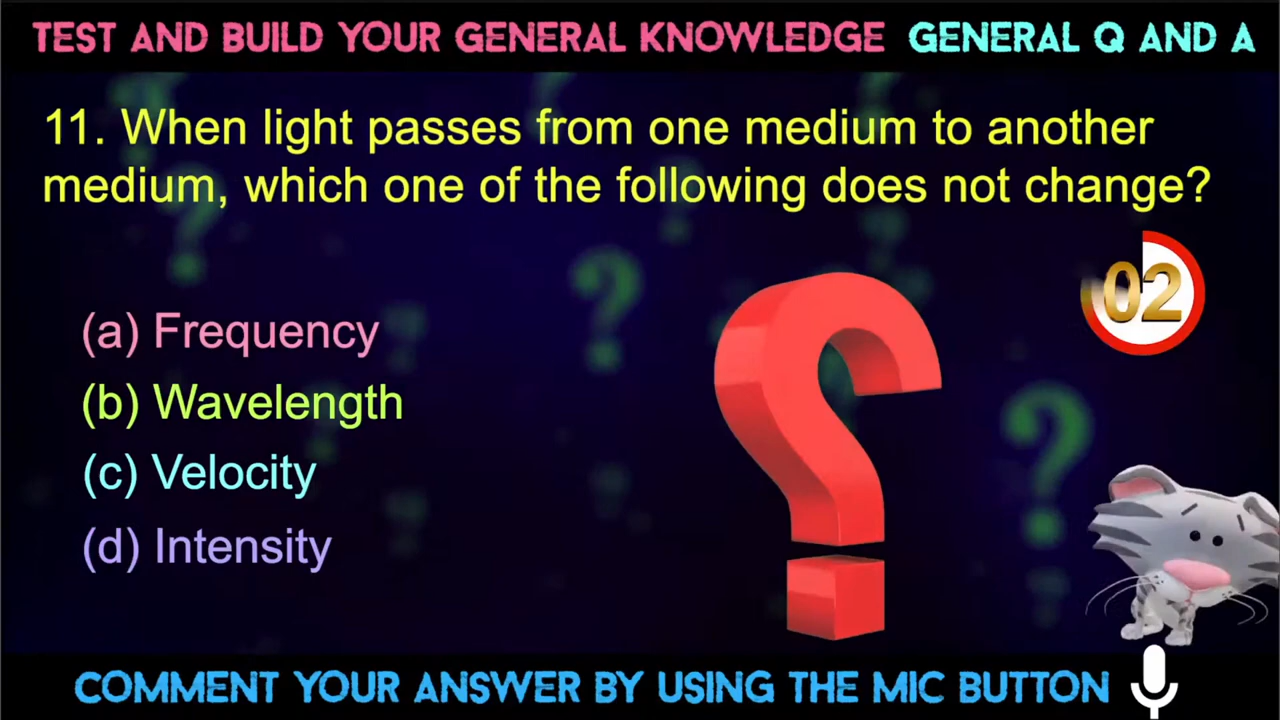 TEST AND BUILD YOUR GENERAL KNOWLEDGE GENERAL Q AND A
11. When light passes from one medium to another
medium, which one of the following does not change?
02
(a) Frequency
(b) Wavelength
(c) Velocity
(d) Intensity
COMMENT YOUR ANSWER BY USING THE MIC BUTTON